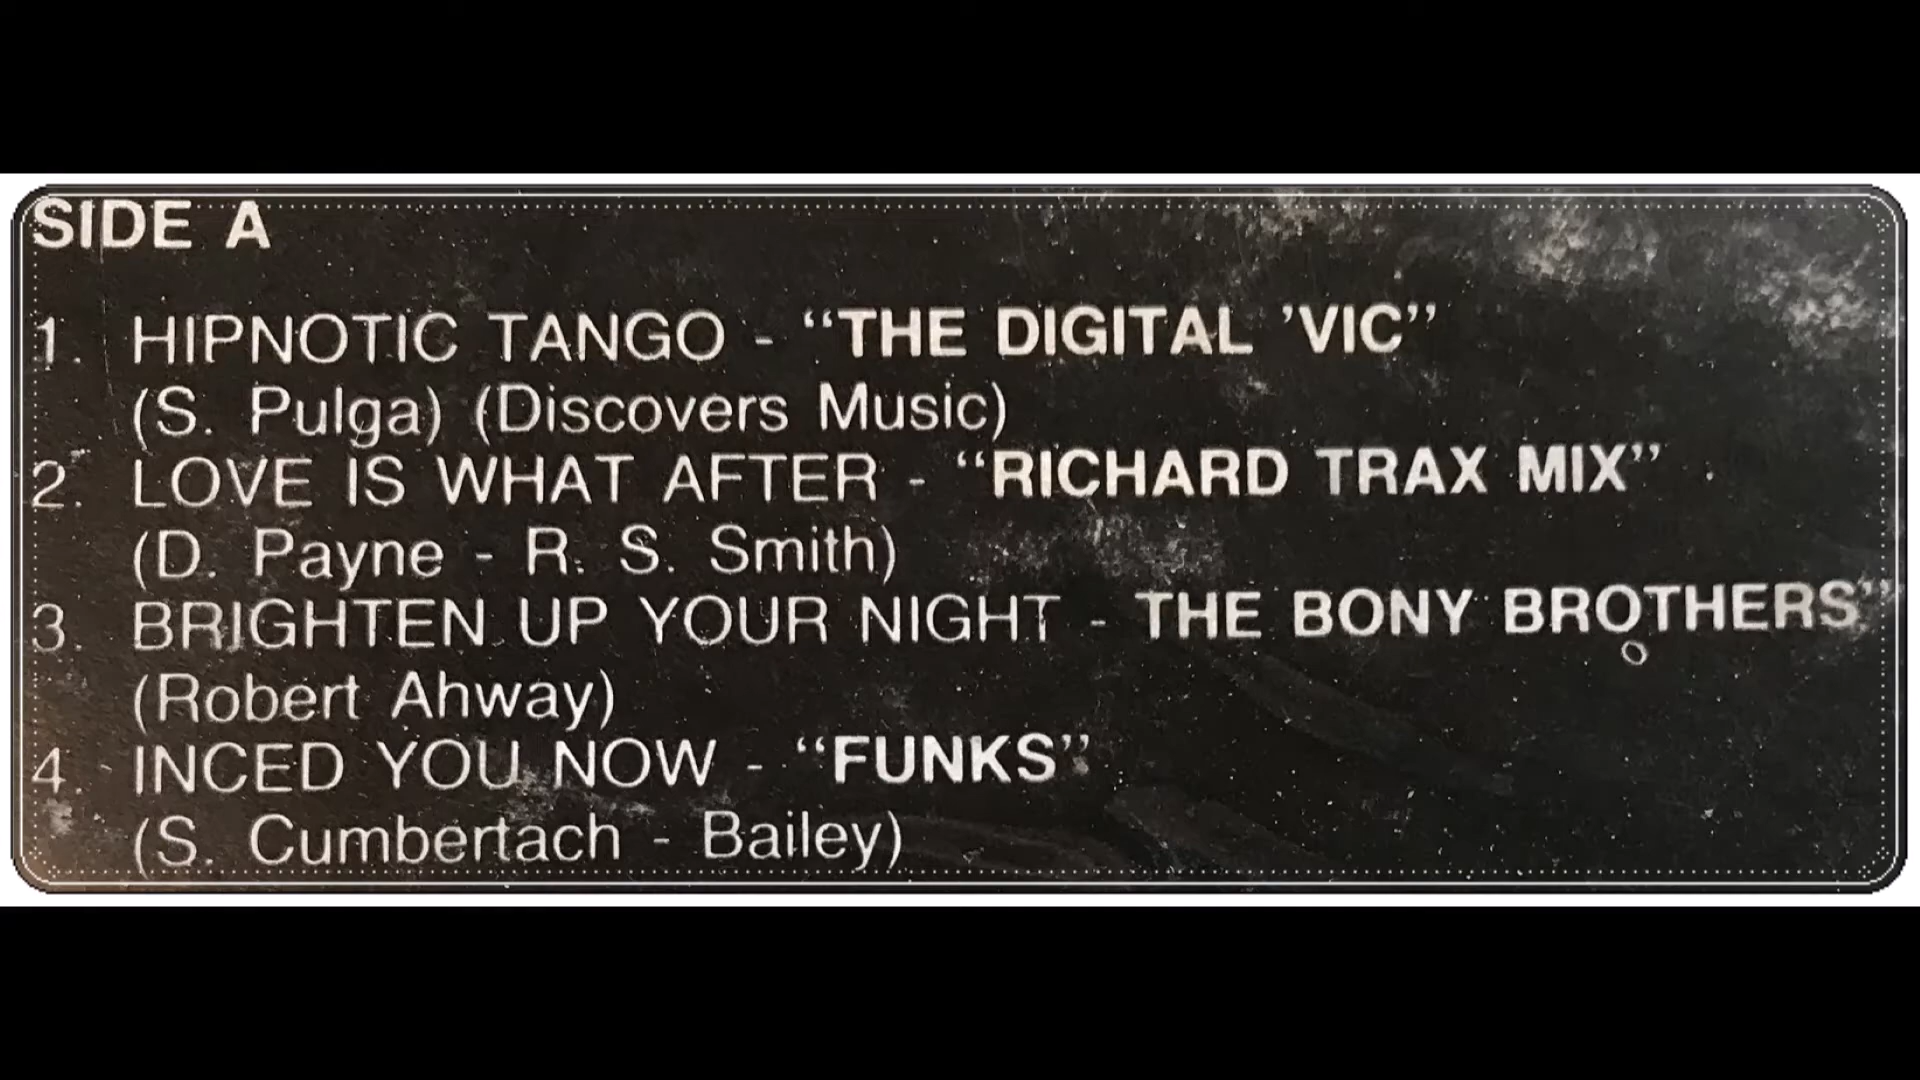 SIDE A
1. HIPNOTIC TANGO - “THE DIGITAL 'VIC”
(S. Pulga) (Discovers Music)
2. LOVE IS WHAT AFTER - “RICHARD TRAX MIX”
(D. Payne - R. S. Smith)
3. BRIGHTEN UP YOUR NIGHT - THE BONY BROTHERS”
(Robert Ahway)
4. INCED YOU NOW - “FUNKS”
(S. Cumbertach - Bailey)